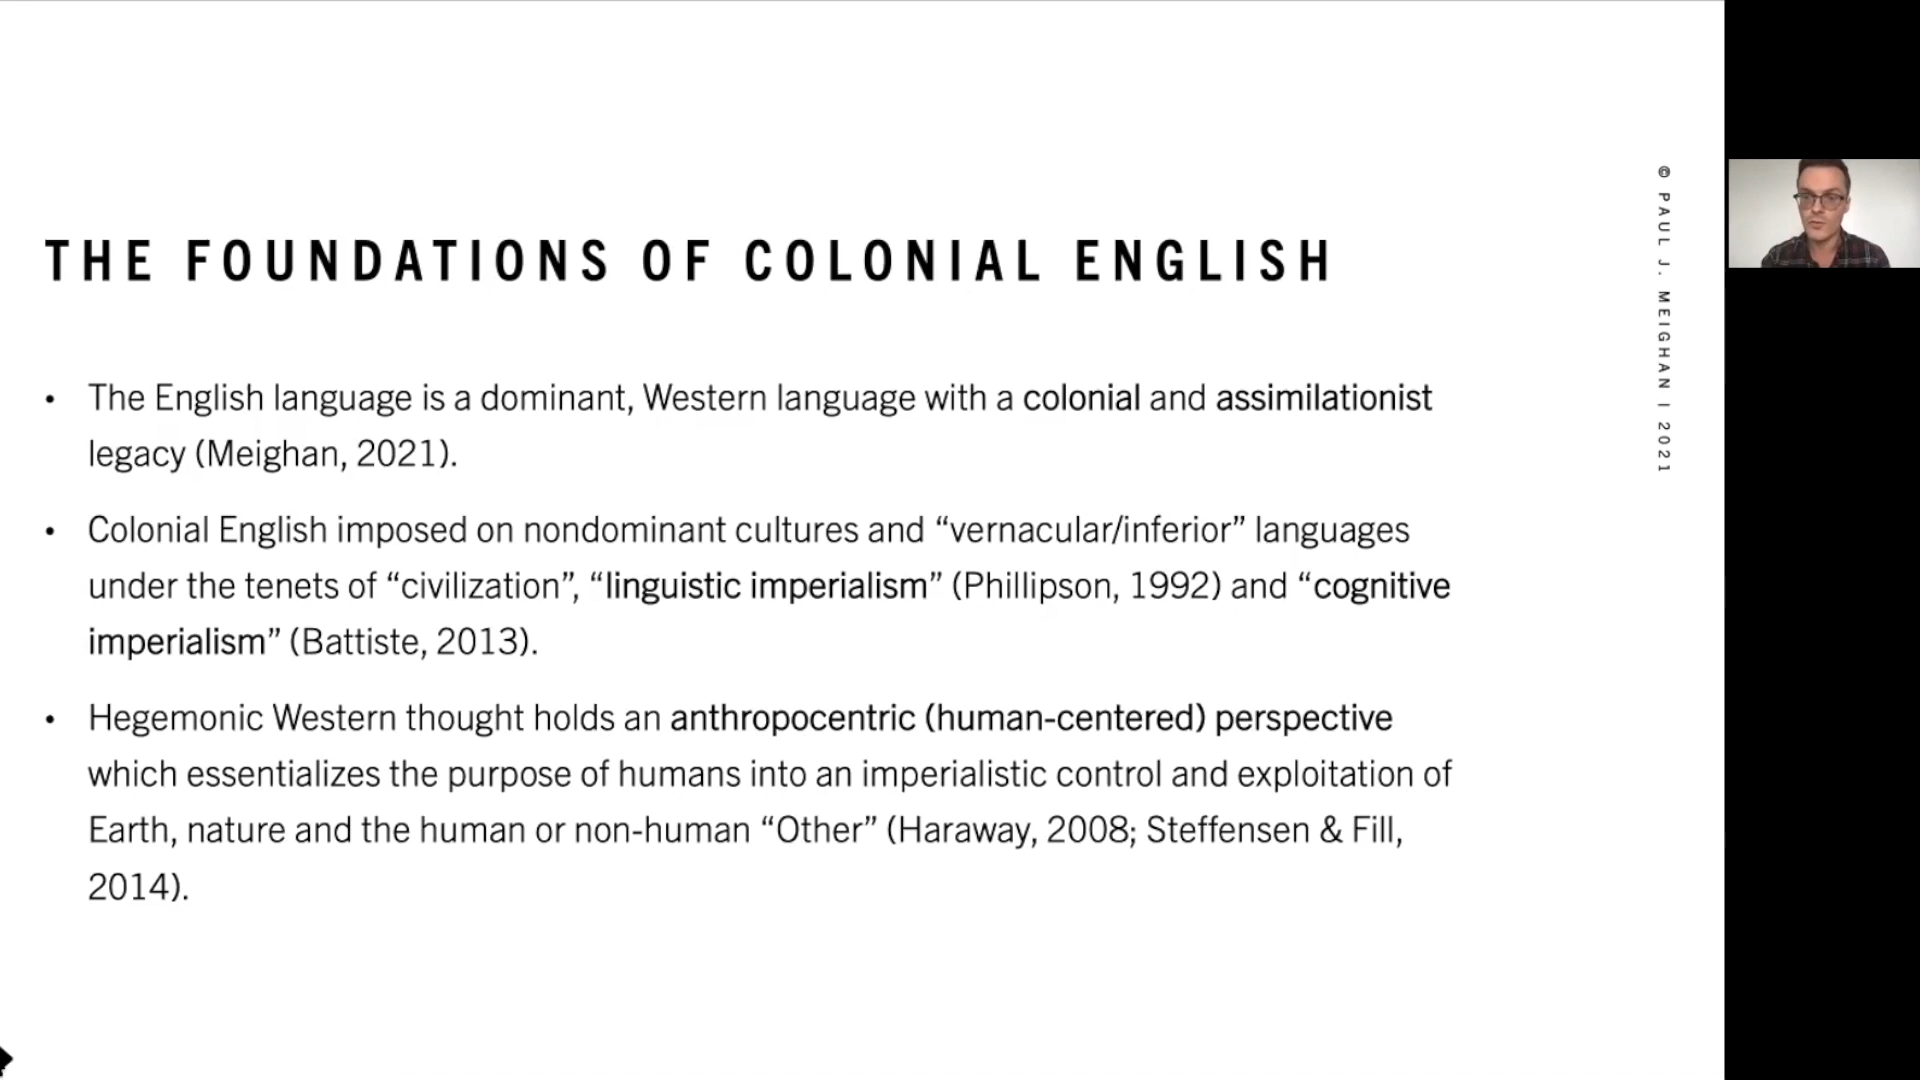 THE FOUNDATIONS OF COLONIAL ENGLISH
• The English language is a dominant, Western language with a colonial and assimilationist
legacy (Meighan, 2021).
• Colonial English imposed on nondominant cultures and “vernacular/inferior” languages
under the tenets of “civilization”, “linguistic imperialism” (Phillipson, 1992) and “cognitive
imperialism” (Battiste, 2013).
• Hegemonic Western thought holds an anthropocentric (human-centered) perspective
which essentializes the purpose of humans into an imperialistic control and exploitation of
Earth, nature and the human or non-human “Other” (Haraway, 2008; Steffensen & Fill,
2014).
© PAUL J. MEIGHAN | 2021